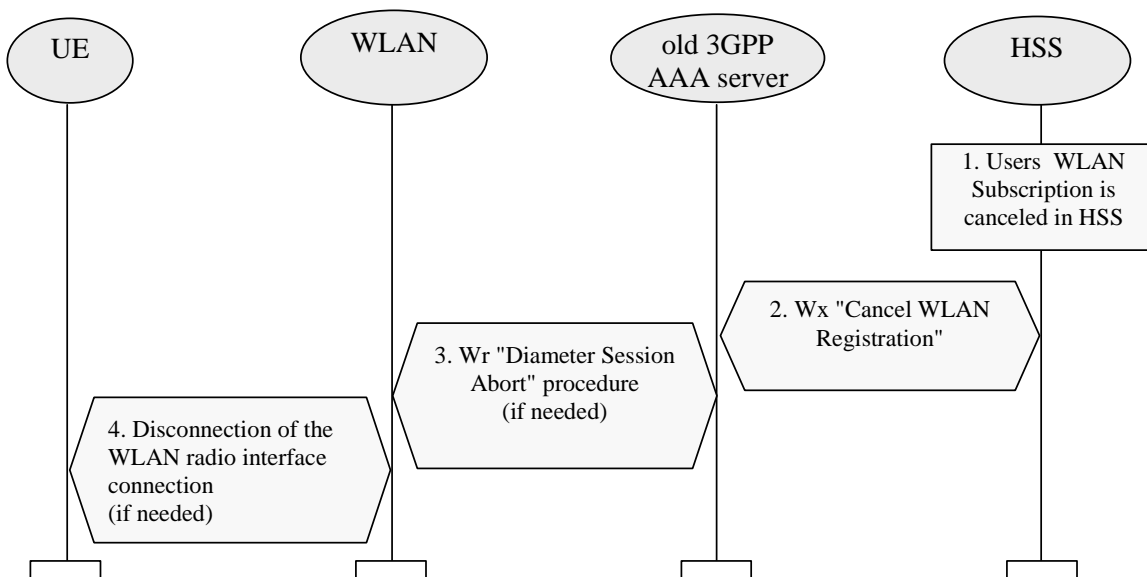 UE
WLAN
old 3GPP
AAA server
HSS
1. Users  WLAN
Subscription is
canceled in HSS
2. Wx "Cancel WLAN
Registration"
3. Wr "Diameter Session
Abort" procedure
(if needed)
4. Disconnection of the
WLAN radio interface
connection
(if needed)